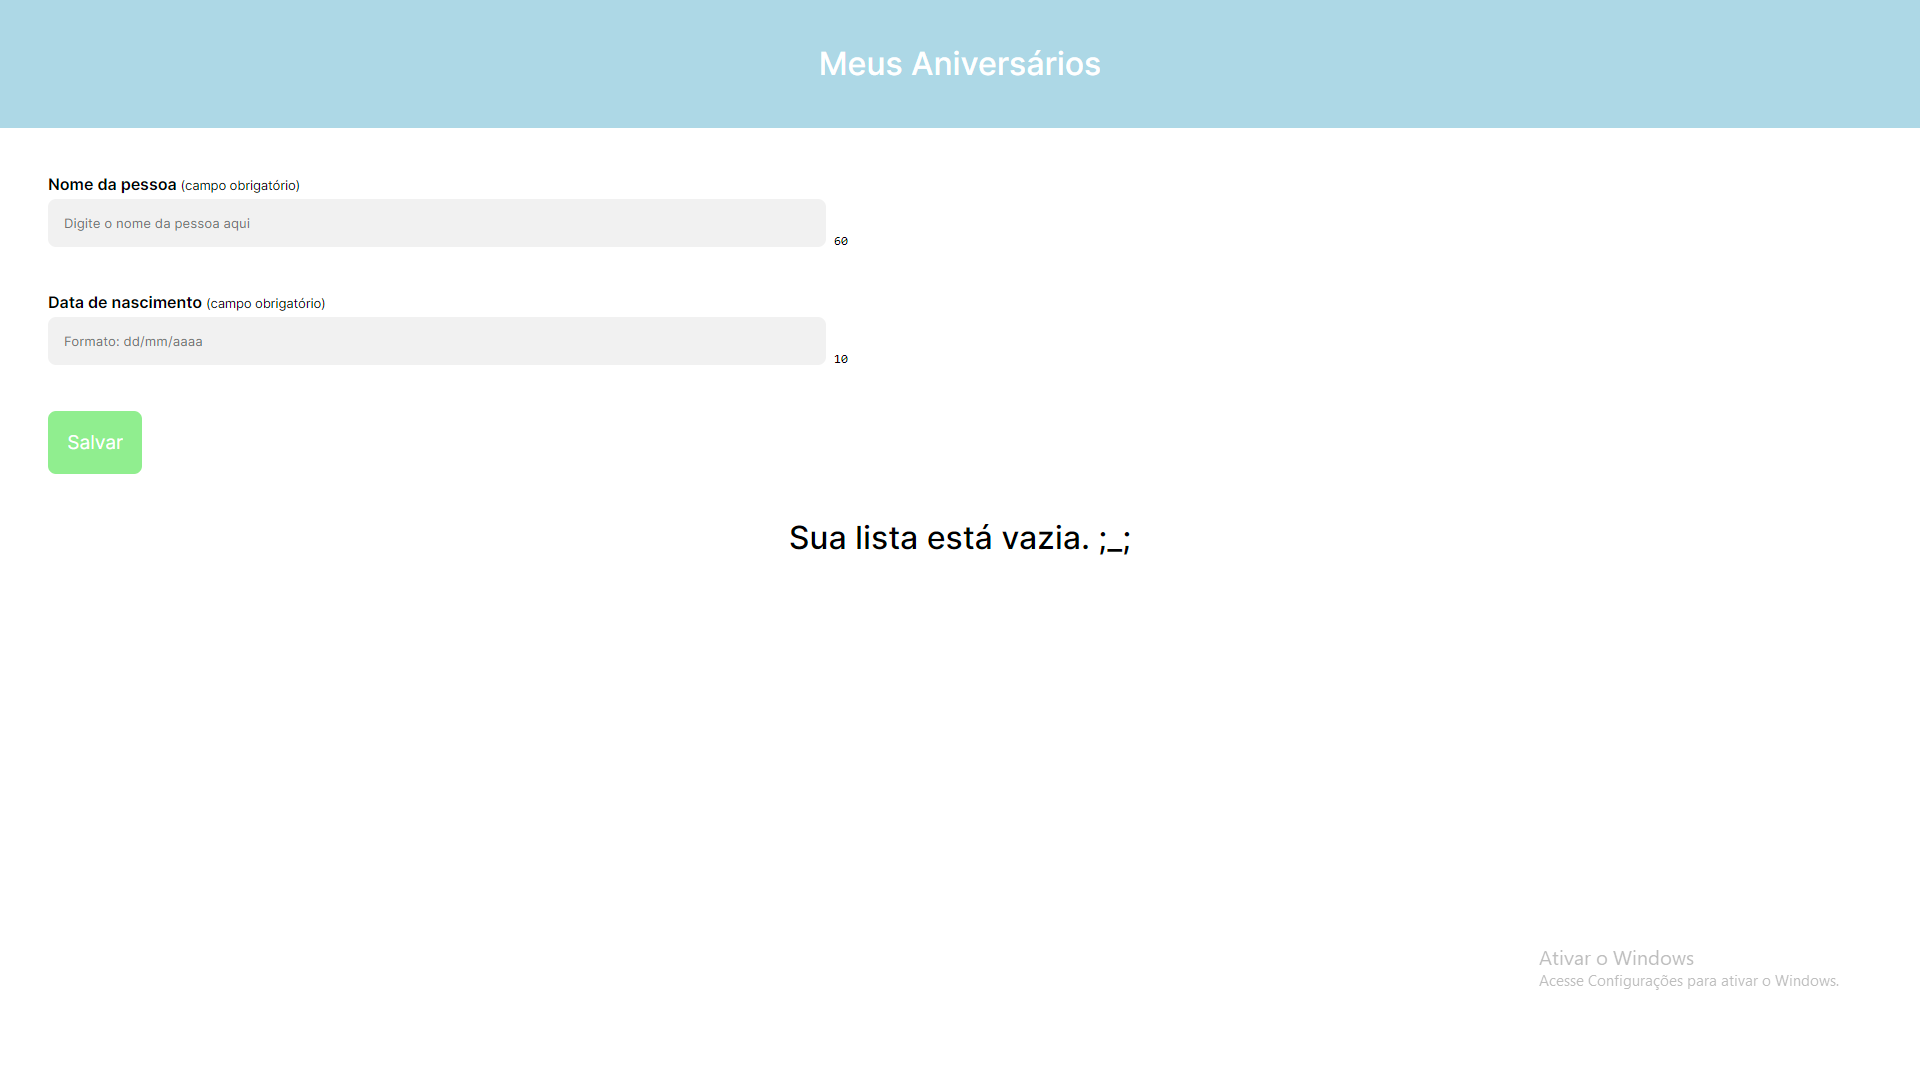 Meus Aniversários
Nome da pessoa (campo obrigatório)
Digite o nome da pessoa aqui
60
Data de nascimento (campo obrigatório)
Formato: dd/mm/aaaa
10
Salvar
Sua lista está vazia. ;_;
Ativar o Windows
Acesse Configurações para ativar o Windows.